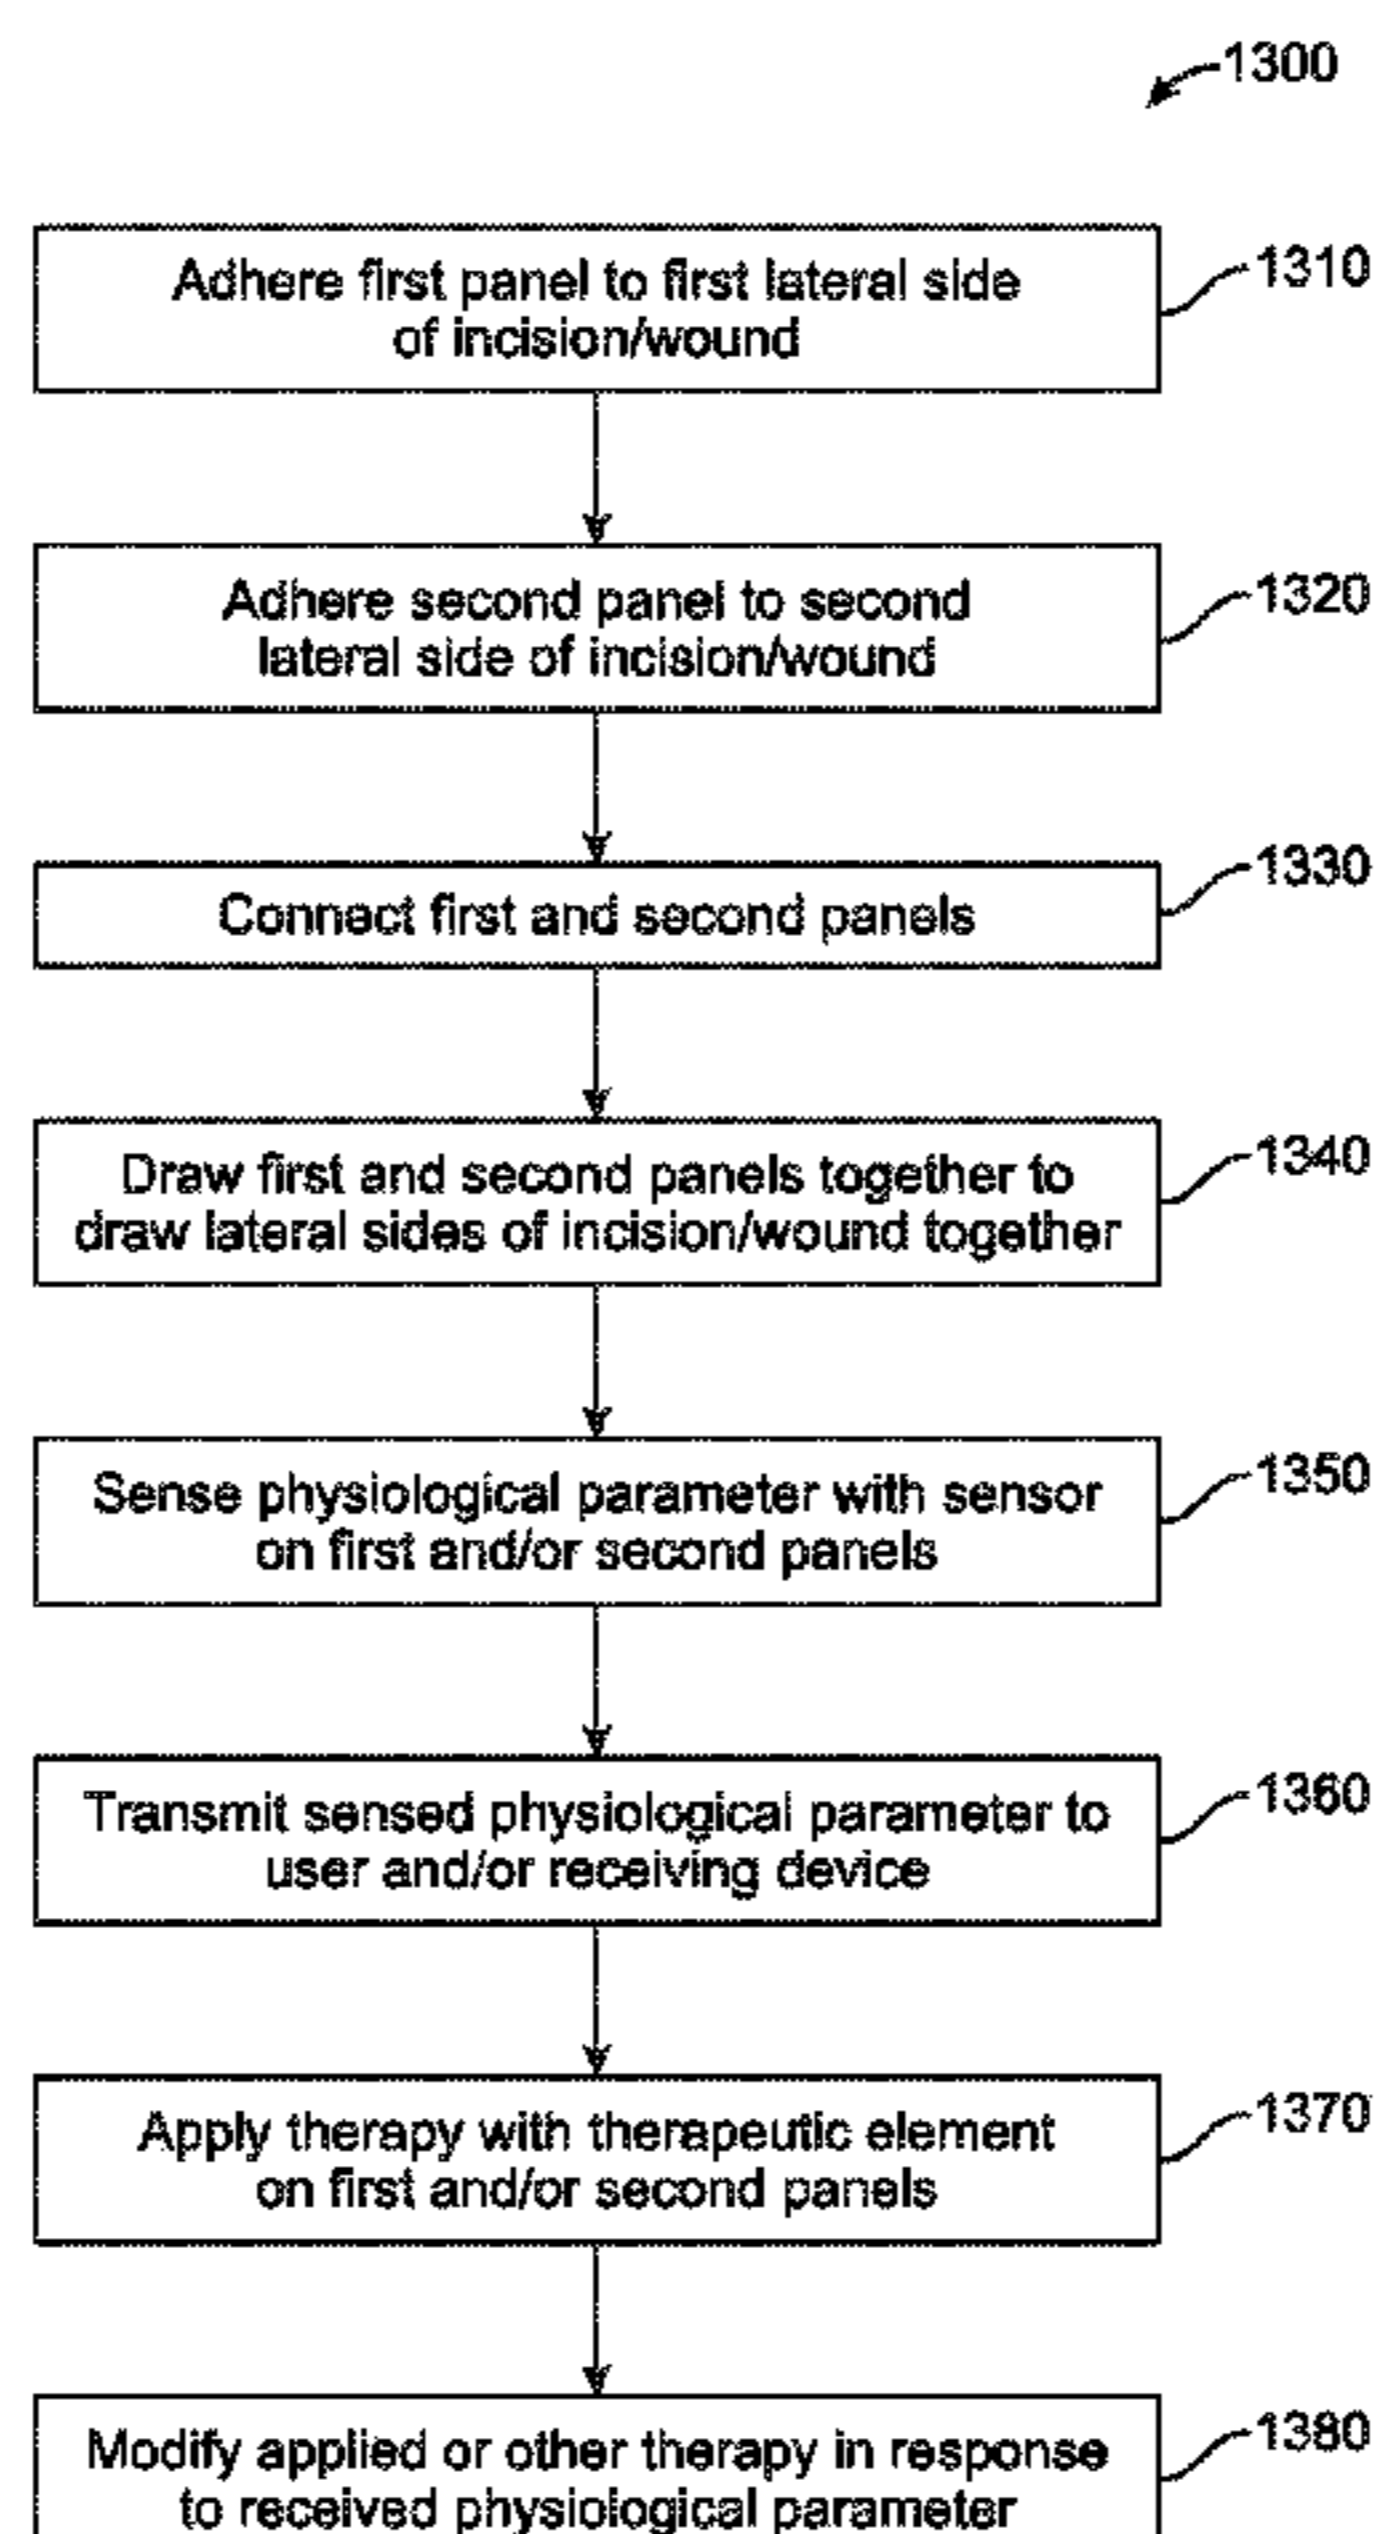 1300
Adhere first panel to first lateral side
of incision/wound
1310
Adhere second panel to second
lateral side of incision/wound
1320
Connect first and second panels
1330
Draw first and second panels together to
draw lateral sides of incision/wound together
1340
Sense physiological parameter with sensor
on first and/or second panels
1350
Transmit sensed physiological parameter to
user and/or receiving device
1360
Apply therapy with therapeutic element
on first and/or second panels
1370
Modify applied or other therapy in response
to received physiological parameter
1380